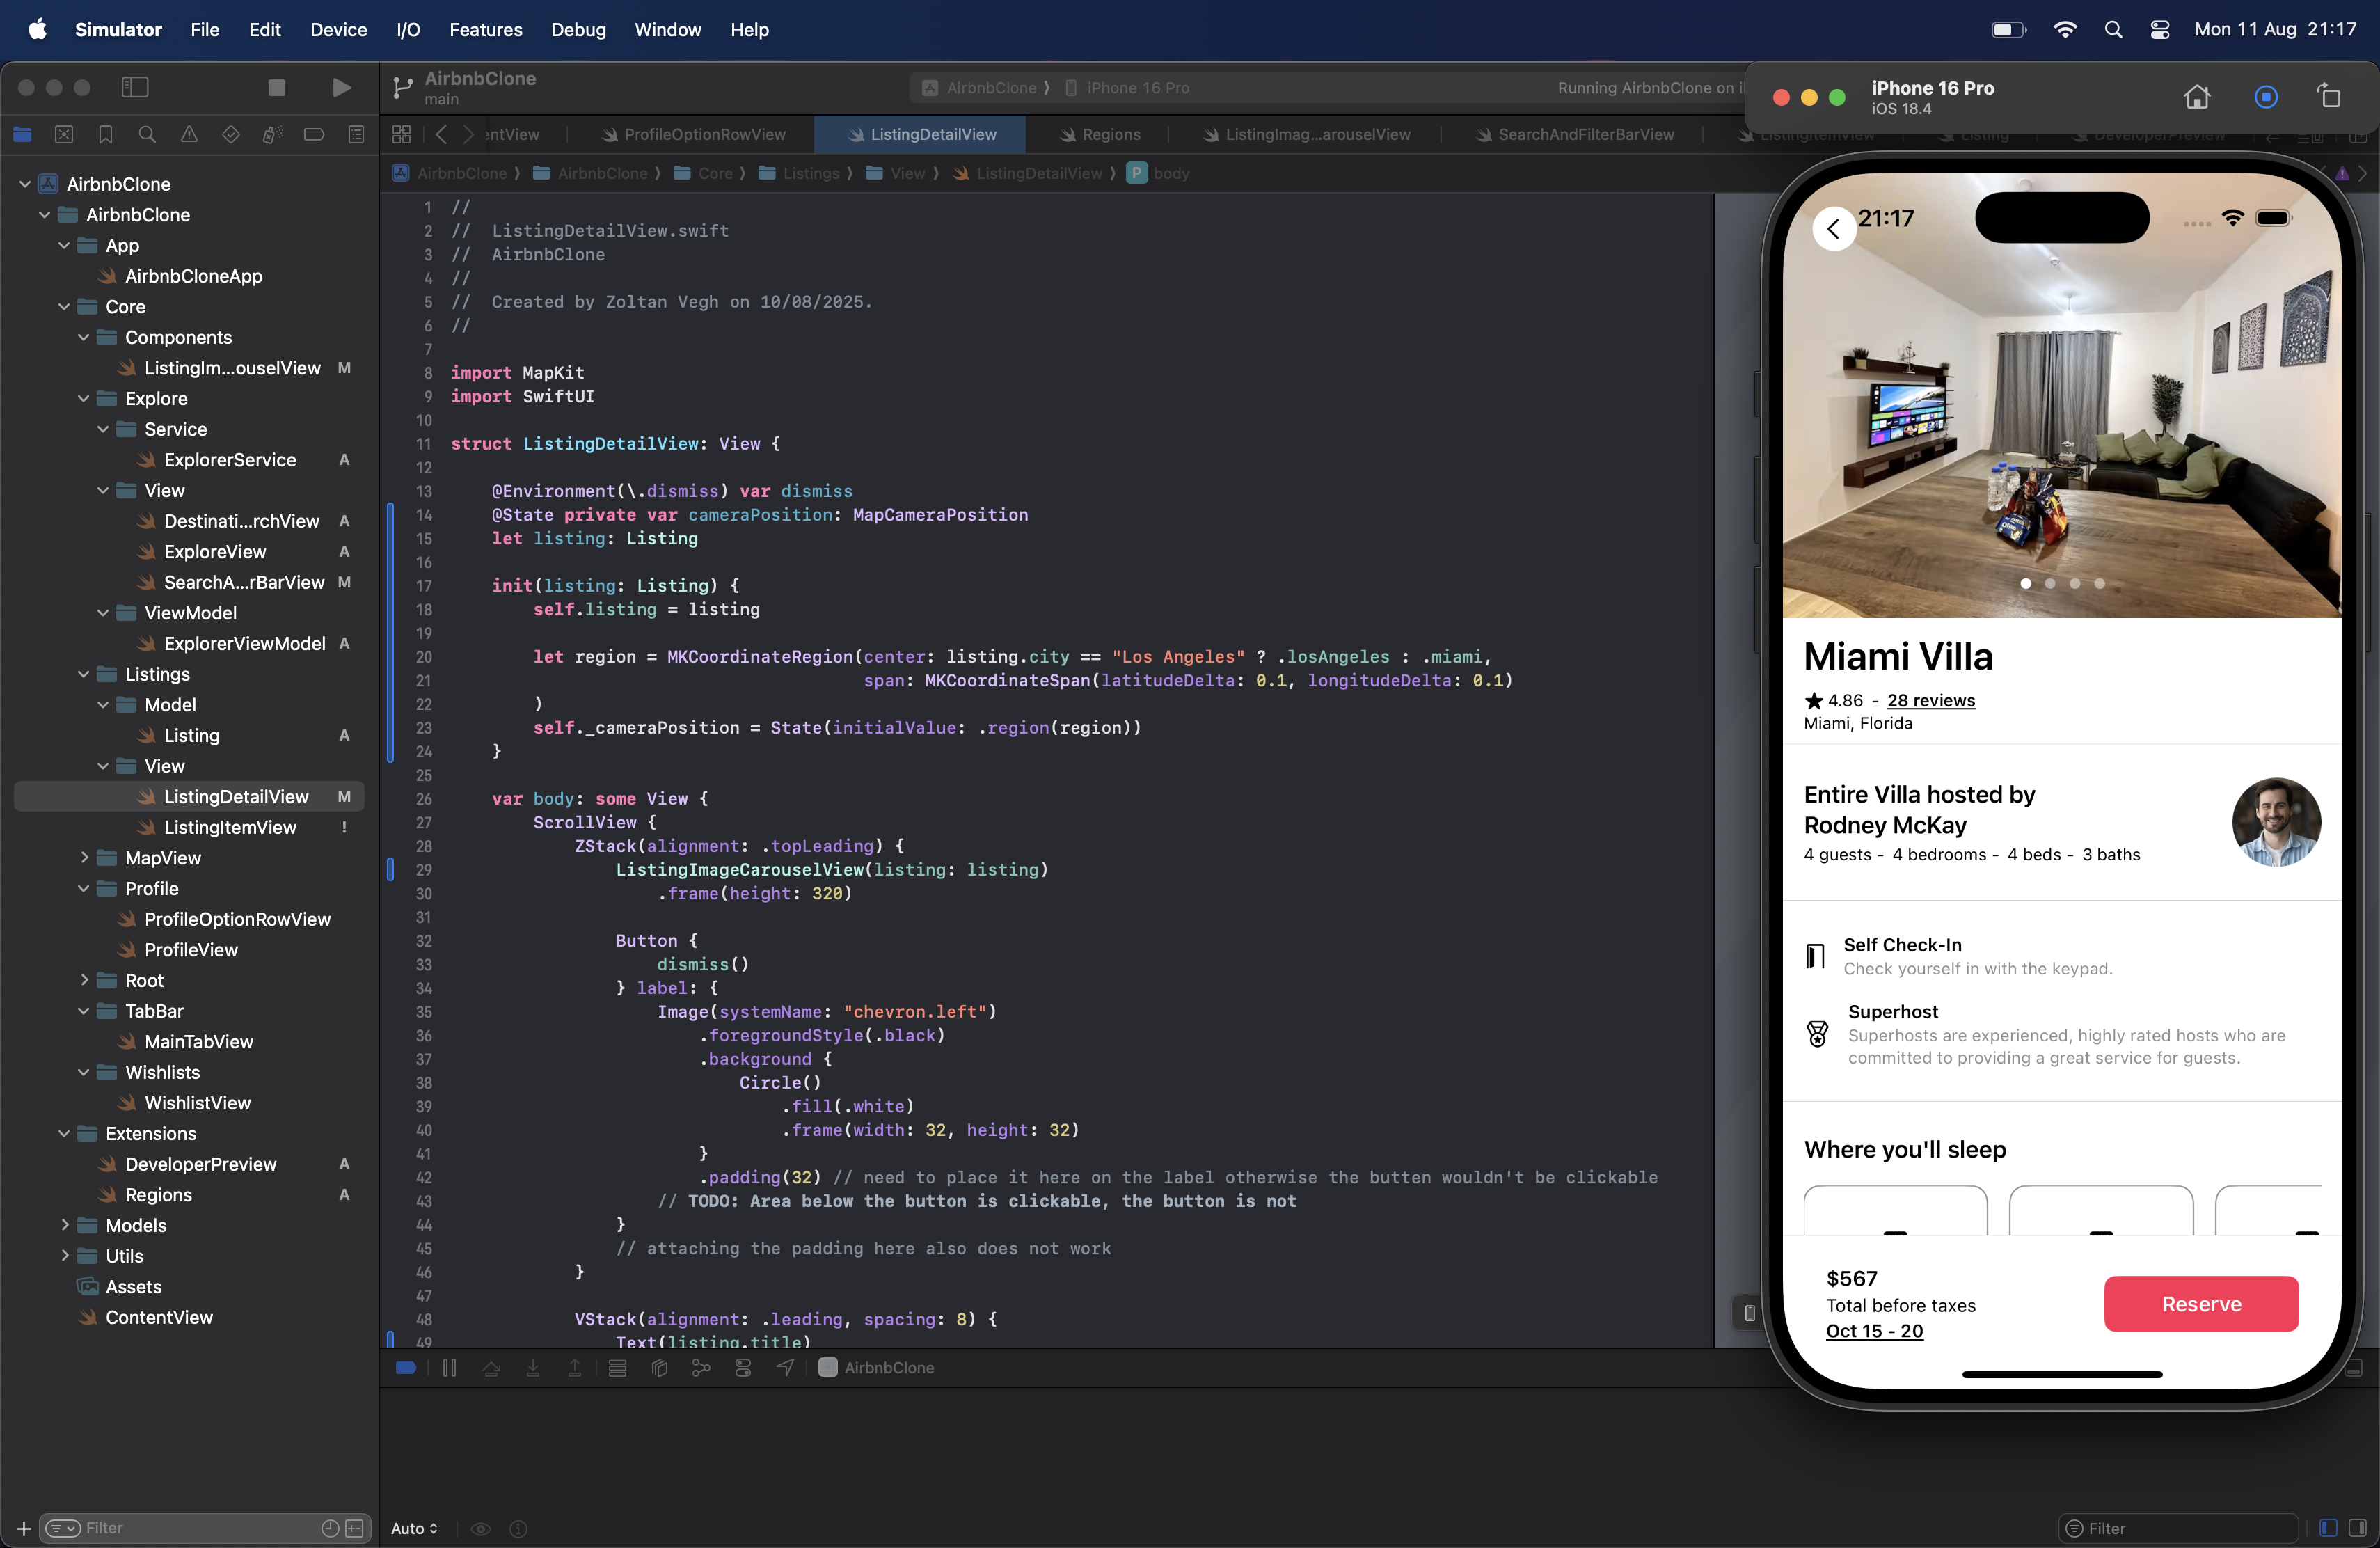 Simulator File Edit Device I/O Features Debug Window Help Mon 11 Aug 21:17
AirbnbClone
main
AirbnbClone iPhone 16 Pro
Running AirbnbClone on i
iPhone 16 Pro
iOS 18.4
entView ProfileOptionRowView ListingDetailView Regions ListingImag...arouselView SearchAndFilterBarView ListingItemView Listing DeveloperPreview
AirbnbClone AirbnbClone Core Listings View ListingDetailView P body
AirbnbClone
AirbnbClone
App
AirbnbCloneApp
Core
Components
ListingIm...ouselView M
Explore
Service
ExplorerService A
View
Destinati...rchView A
ExploreView A
SearchA...rBarView M
ViewModel
ExplorerViewModel A
Listings
Model
Listing A
View
ListingDetailView M
ListingItemView !
MapView
Profile
ProfileOptionRowView
ProfileView
Root
TabBar
MainTabView
Wishlists
WishlistView
Extensions
DeveloperPreview A
Regions A
Models
Utils
Assets
ContentView
Filter
1 //
2 // ListingDetailView.swift
3 // AirbnbClone
4 //
5 // Created by Zoltan Vegh on 10/08/2025.
6 //
7
8 import MapKit
9 import SwiftUI
10
11 struct ListingDetailView: View {
12
13 @Environment(\.dismiss) var dismiss
14 @State private var cameraPosition: MapCameraPosition
15 let listing: Listing
16
17 init(listing: Listing) {
18 self.listing = listing
19
20 let region = MKCoordinateRegion(center: listing.city == "Los Angeles" ? .losAngeles : .miami,
21 span: MKCoordinateSpan(latitudeDelta: 0.1, longitudeDelta: 0.1)
22 )
23 self._cameraPosition = State(initialValue: .region(region))
24 }
25
26 var body: some View {
27 ScrollView {
28 ZStack(alignment: .topLeading) {
29 ListingImageCarouselView(listing: listing)
30 .frame(height: 320)
31
32 Button {
33 dismiss()
34 } label: {
35 Image(systemName: "chevron.left")
36 .foregroundStyle(.black)
37 .background {
38 Circle()
39 .fill(.white)
40 .frame(width: 32, height: 32)
41 }
42 .padding(32) // need to place it here on the label otherwise the button wouldn't be clickable
43 // TODO: Area below the button is clickable, the button is not
44 }
45 // attaching the padding here also does not work
46 }
47
48 VStack(alignment: .leading, spacing: 8) {
49 Text(listing.title)
AirbnbClone
Auto
Filter
21:17
Miami Villa
4.86 - 28 reviews
Miami, Florida
Entire Villa hosted by
Rodney McKay
4 guests - 4 bedrooms - 4 beds - 3 baths
Self Check-In
Check yourself in with the keypad.
Superhost
Superhosts are experienced, highly rated hosts who are
committed to providing a great service for guests.
Where you'll sleep
$567
Total before taxes
Oct 15 - 20
Reserve